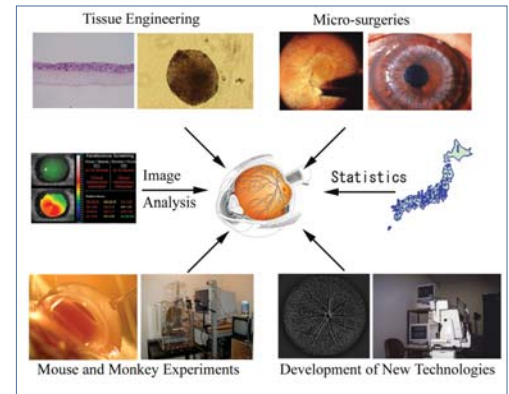 Tissue Engineering
Micro-surgeries
Image
Analysis
Statistics
Mouse and Monkey Experiments
Development of New Technologies